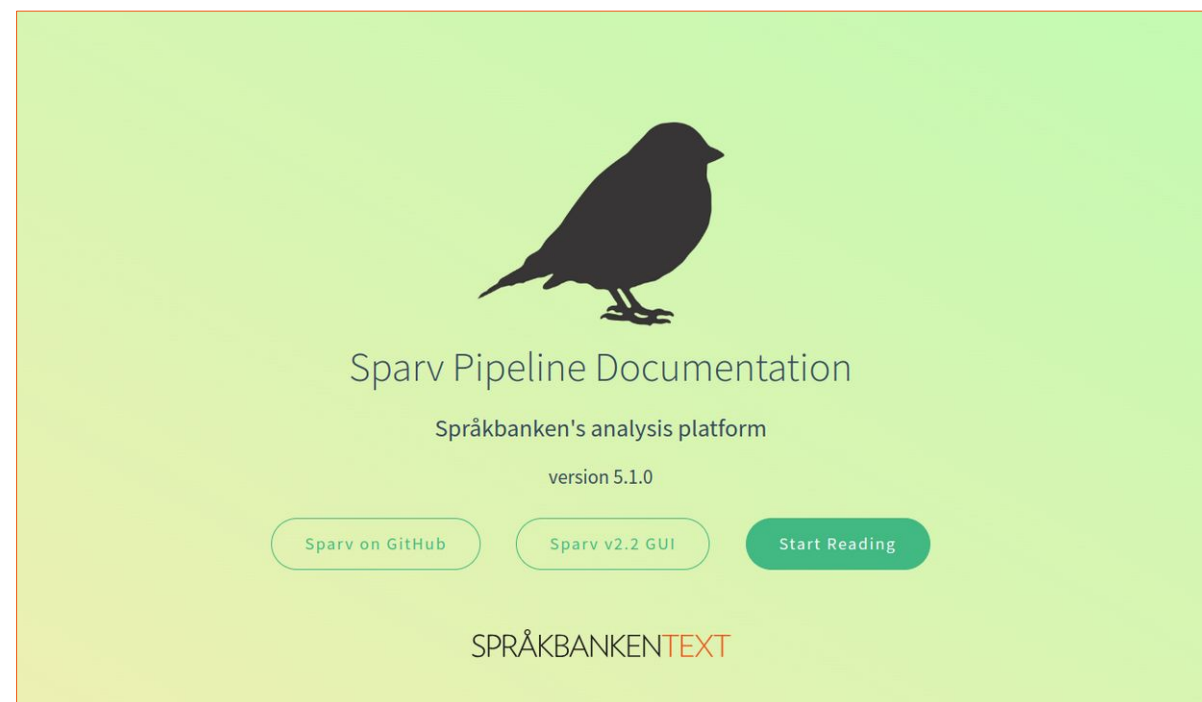 Sparv Pipeline Documentation
Språkbanken's analysis platform
version 5.1.0
Sparv on GitHub
Sparv v2.2 GUI
Start Reading
SPRÅKBANKENTEXT